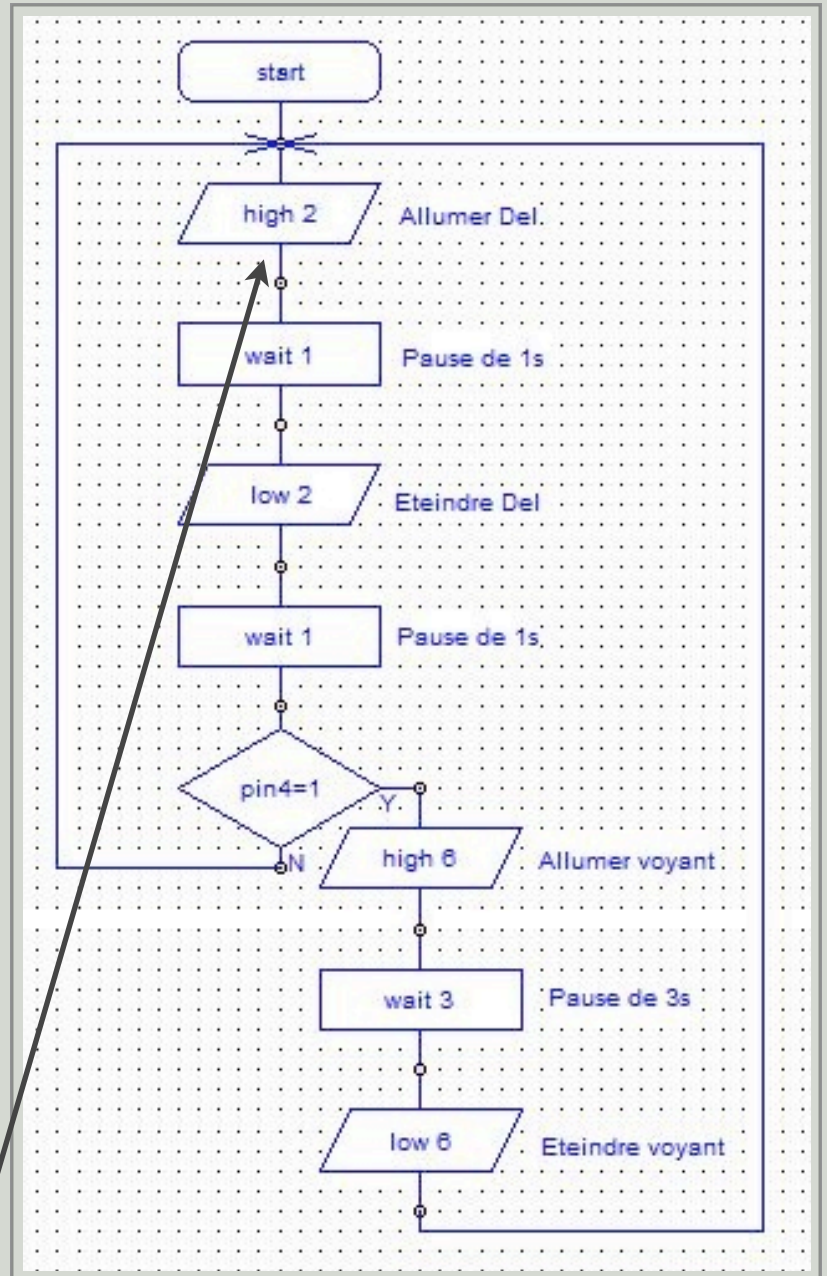 start
high 2 Allumer Del
wait 1 Pause de 1s
low 2 Eteindre Del
wait 1 Pause de 1s
pin4=1
Y
N
high 6 Allumer voyant
wait 3 Pause de 3s
low 6 Eteindre voyant